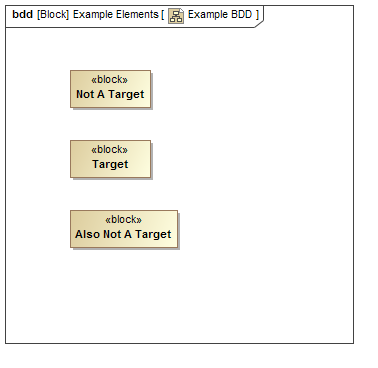 bdd [Block] Example Elements [ Example BDD ]
«block»
Not A Target
«block»
Target
«block»
Also Not A Target